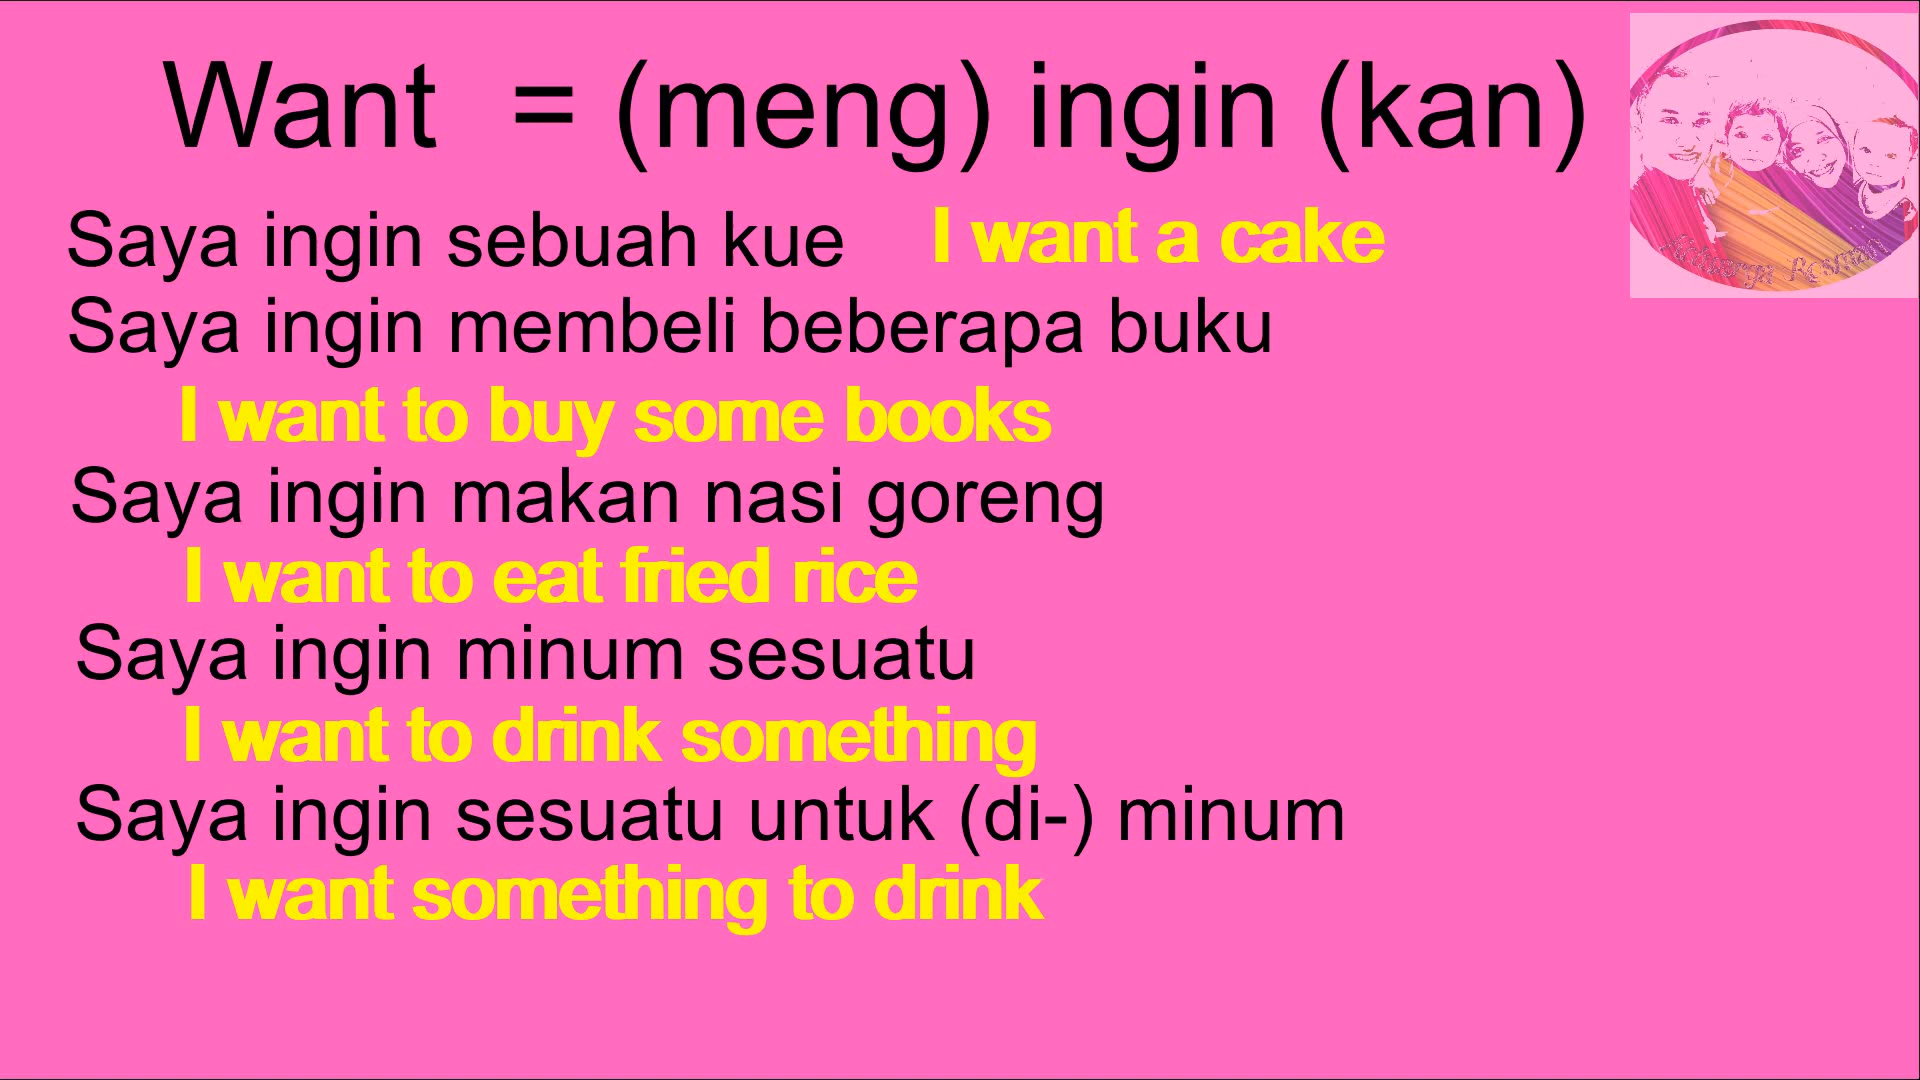 Want = (meng) ingin (kan)
Saya ingin sebuah kue I want a cake
Saya ingin membeli beberapa buku
I want to buy some books
Saya ingin makan nasi goreng
I want to eat fried rice
Saya ingin minum sesuatu
I want to drink something
Saya ingin sesuatu untuk (di-) minum
I want something to drink